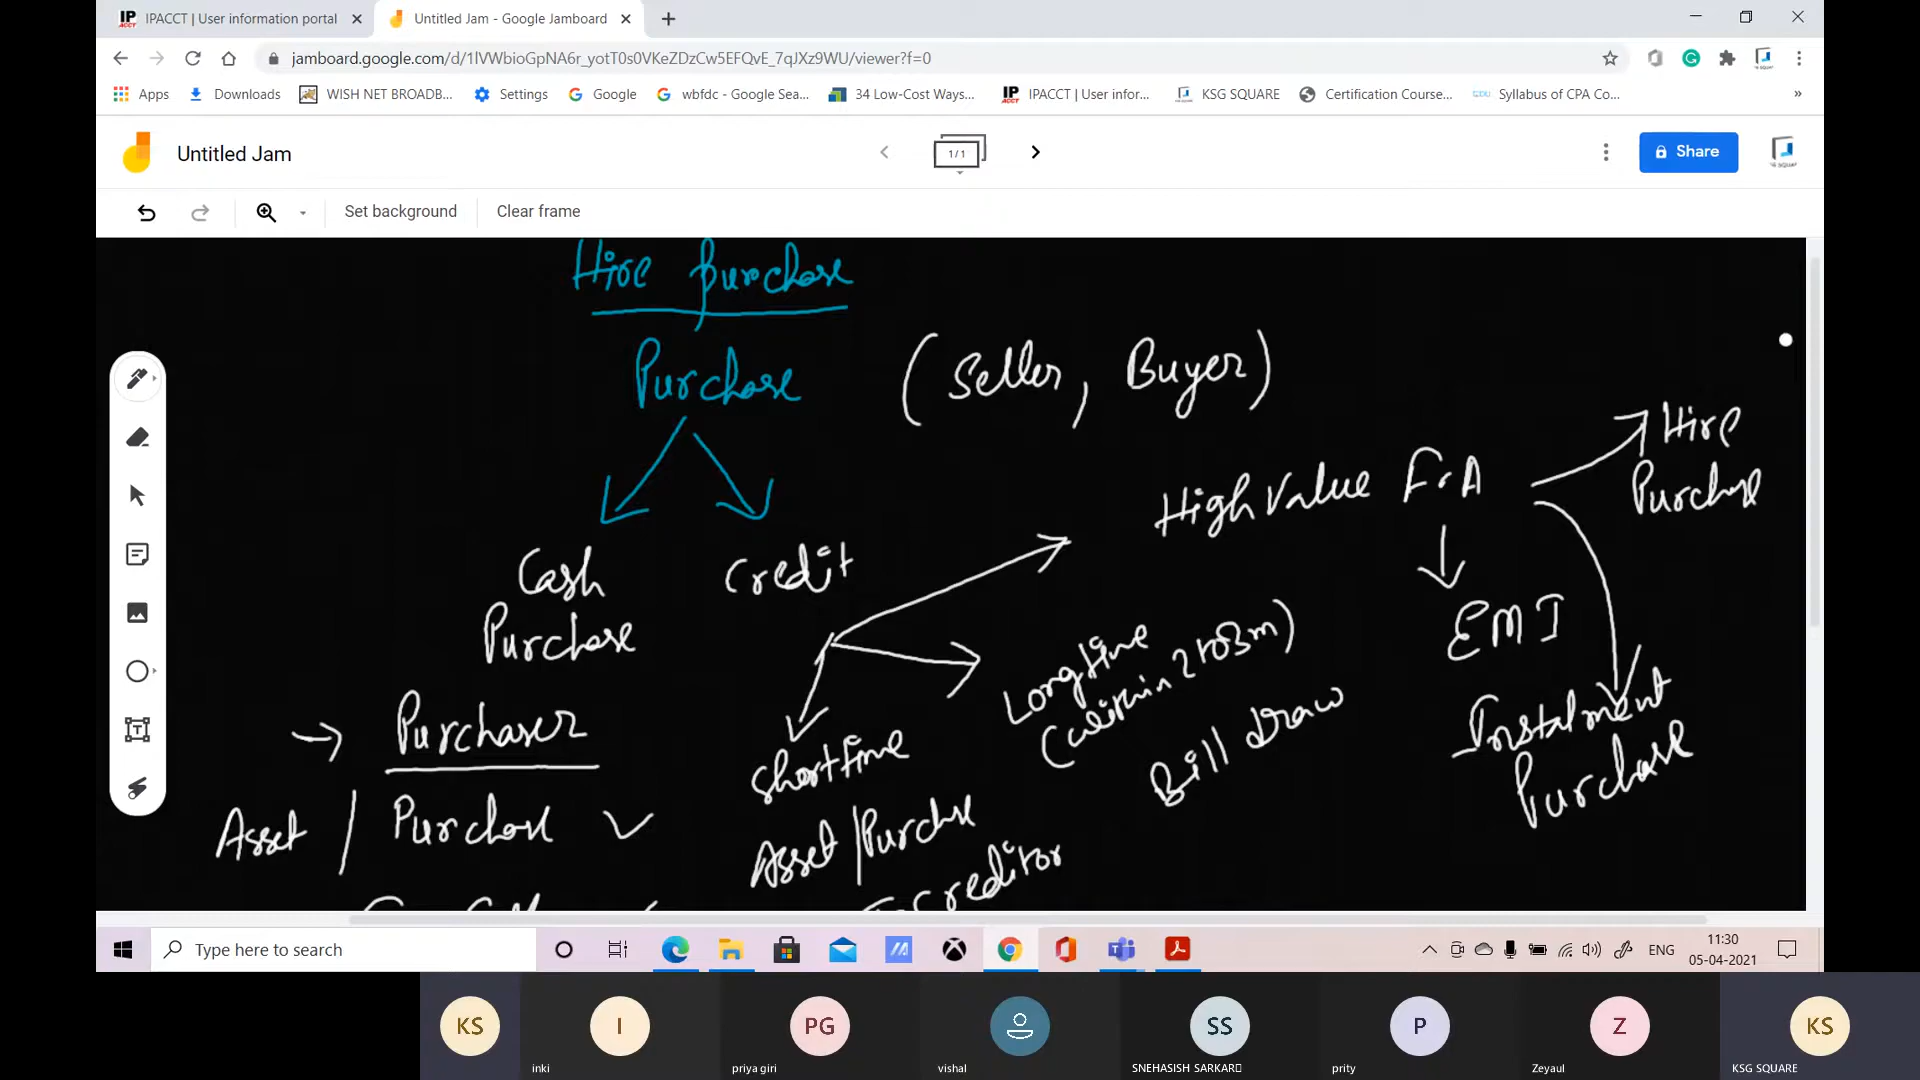 IPACCT | User information portal
Untitled Jam - Google Jamboard
jamboard.google.com/d/1lVWbioGpNA6r_yotT0s0VKeZDzCw5EFQvE_7qJXz9WU/viewer?f=0
Apps
Downloads
WISH NET BROADB...
Settings
Google
wbfdc - Google Sea...
34 Low-Cost Ways...
IPACCT | User infor...
KSG SQUARE
Certification Course...
Syllabus of CPA Co...
Untitled Jam
1/1
Share
Set background
Clear frame
Hire purchase
Purchase
(Seller, Buyer)
Cash
Purchase
Credit
High Value F.A
Hire
Purchase
EMI
Instalment
Purchase
Longtime
(within 2 to 3m)
Bill draw
Shorttime
Asset/Purchase
To Creditor
Purchaser
Asset / Purchase
Type here to search
ENG
11:30
05-04-2021
KS
I
inki
PG
priya giri
vishal
SS
SNEHASISH SARKAR
P
prity
Z
Zeyaul
KS
KSG SQUARE